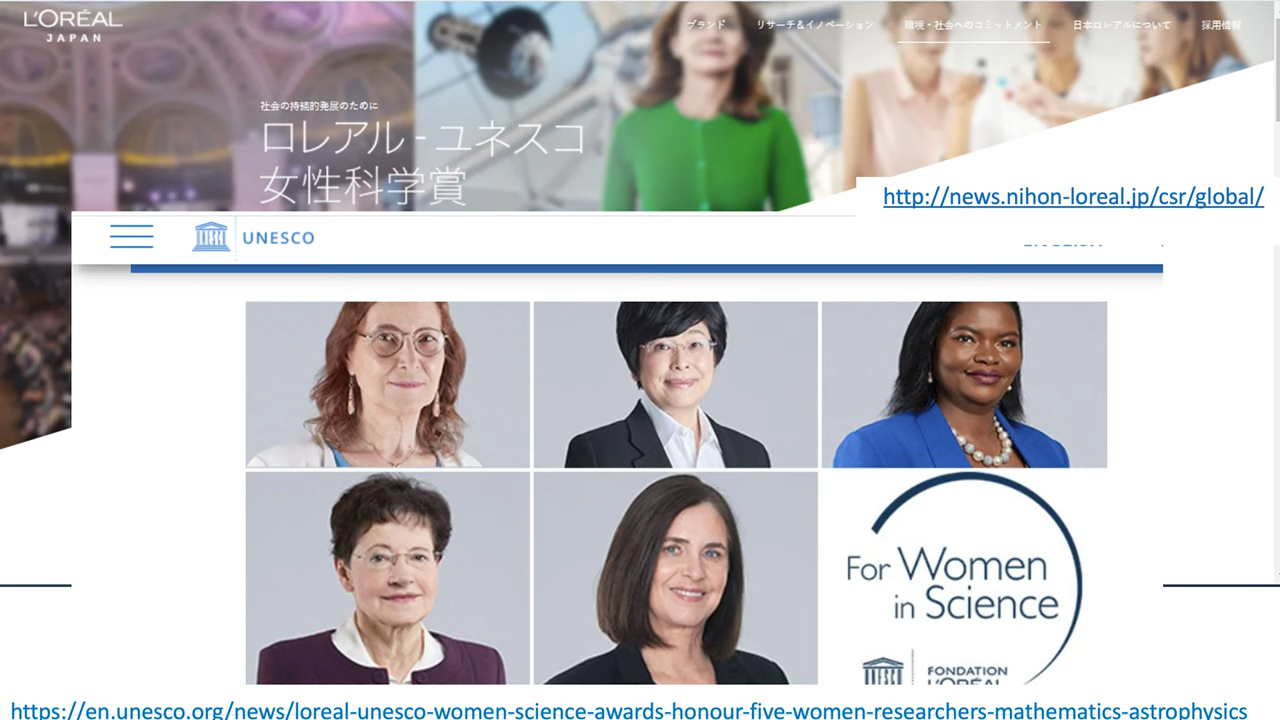 L'ORÉAL
JAPAN
ブランド リサーチ&イノベーション 環境・社会へのコミットメント 日本ロレアルについて 採用情報
社会の持続的発展のために
ロレアル - ユネスコ
女性科学賞
http://news.nihon-loreal.jp/csr/global/
UNESCO
For Women
in Science
FONDATION
L'ORÉAL
https://en.unesco.org/news/loreal-unesco-women-science-awards-honour-five-women-researchers-mathematics-astrophysics